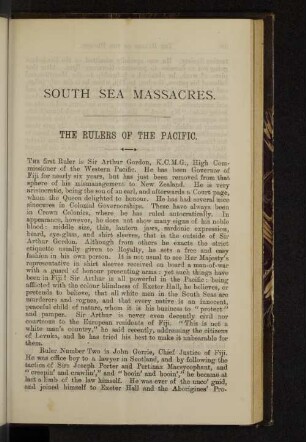 SOUTH SEA MASSACRES.
THE RULERS OF THE PACIFIC.
THE first Ruler is Sir Arthur Gordon, K.C.M.G., High Com-
missioner of the Western Pacific. He has been Governor of
Fiji for nearly six years, but has just been removed from that
sphere of his mismanagement to New Zealand. He is very
aristocratic, being the son of an earl, and afterwards a Court page,
whom the Queen delighted to honour. He has had several nice
sinecures in Colonial Governorships. These have always been
in Crown Colonies, where he has ruled autocratically. In
appearance, however, he does not show many signs of his noble
blood: middle size, thin, lantern jaws, sardonic expression,
beard, eye-glass, and shirt sleeves, that is the outside of Sir
Arthur Gordon. Although from others he exacts the strict
etiquette usually given to Royalty, he sets a free and easy
fashion in his own person. It is not usual to see Her Majesty's
representative in shirt sleeves received on board a man-of-war
with a guard of honour presenting arms: yet such things have
been in Fiji! Sir Arthur is all powerful in the Pacific: being
afflicted with the colour blindness of Exeter Hall, he believes, or
pretends to believe, that all white men in the South Seas are
murderers and rogues, and that every native is an innocent,
peaceful child of nature, whom it is his business to "protect"
and pamper. Sir Arthur is never even decently civil nor
courteous to the European residents of Fiji. "This is not a
white man's country," he said recently, addressing the citizens
of Levuka, and he has tried his best to make it unbearable for
them.
Ruler Number Two is John Gorrie, Chief Justice of Fiji.
He was office boy to a lawyer in Scotland, and by following the
tactics of Sir Joseph Porter and Pertinax Macsycophant, and
"creepin' and crawlin'," and "booin' and booin'," he became at
last a limb of the law himself. He was ever of the unco' guid,
and joined himself to Exeter Hall and the Aborigines' Pro-